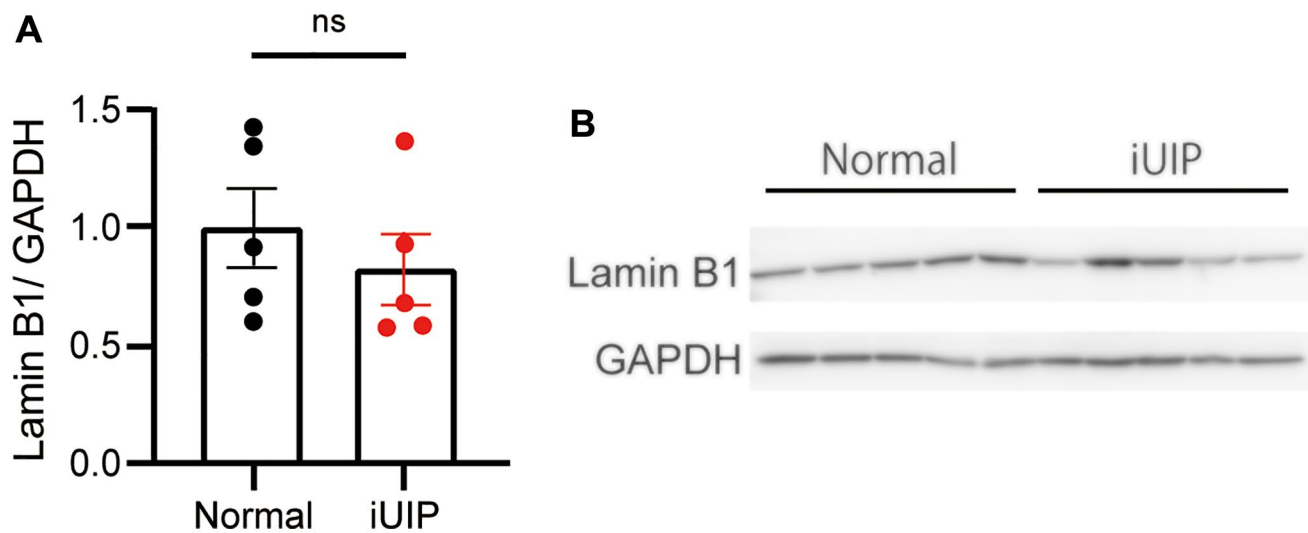 A
ns
Lamin B1/ GAPDH
1.5
1.0
0.5
0.0
Normal iUIP
B
Normal iUIP
Lamin B1
GAPDH